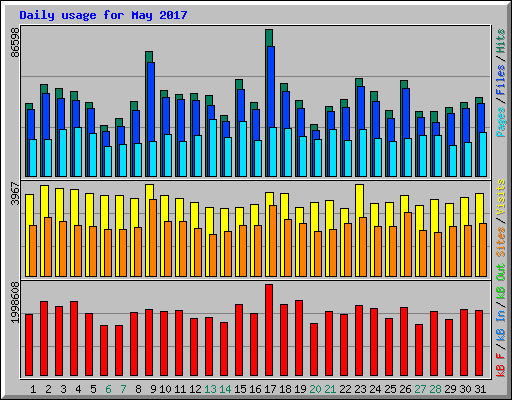 Daily usage for May 2017
86598
Pages / Files / Hits
3967
Sites / Visits
1998608
kB F / kB In / kB Out
1 2 3 4 5 6 7 8 9 10 11 12 13 14 15 16 17 18 19 20 21 22 23 24 25 26 27 28 29 30 31